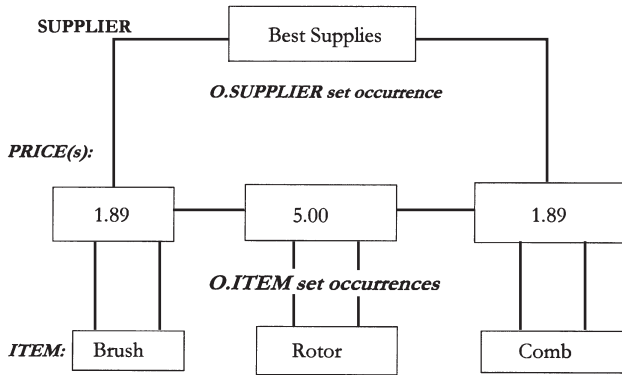 SUPPLIER
Best Supplies
O.SUPPLIER set occurrence
PRICE(s):
1.89 5.00 1.89
O.ITEM set occurrences
ITEM: Brush Rotor Comb